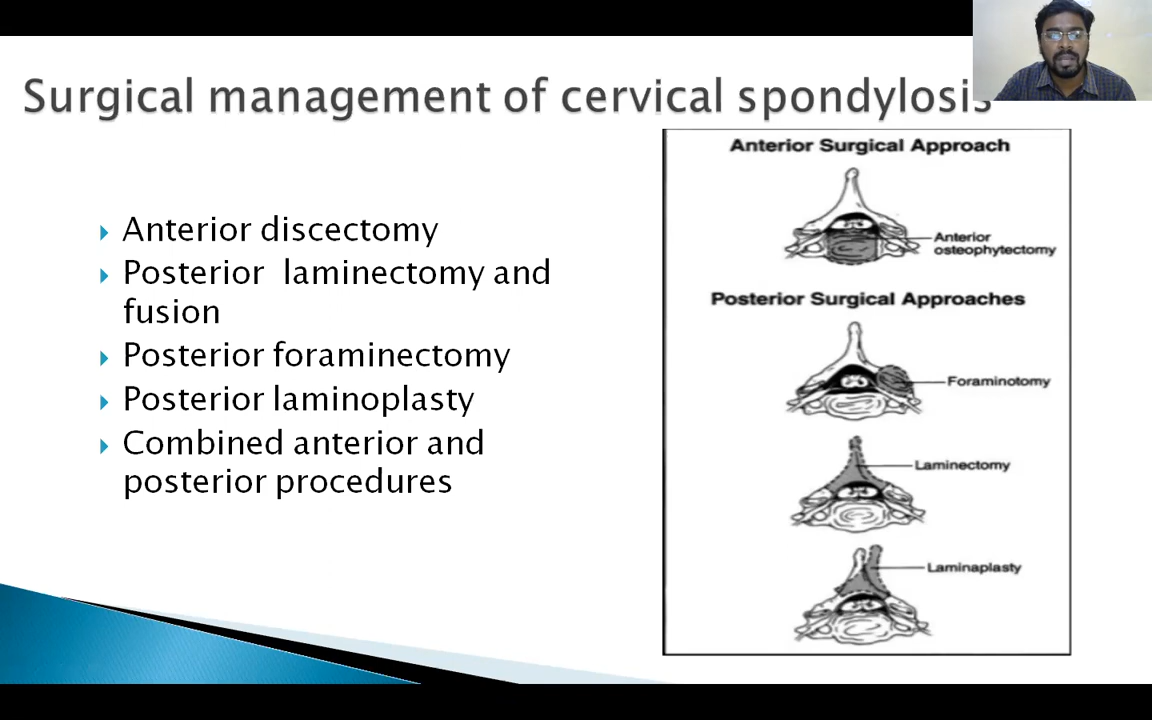 Surgical management of cervical spondylosis
Anterior discectomy
Posterior laminectomy and
fusion
Posterior foraminectomy
Posterior laminoplasty
Combined anterior and
posterior procedures
Anterior Surgical Approach
Anterior
osteophytectomy
Posterior Surgical Approaches
Foraminotomy
Laminectomy
Laminaplasty